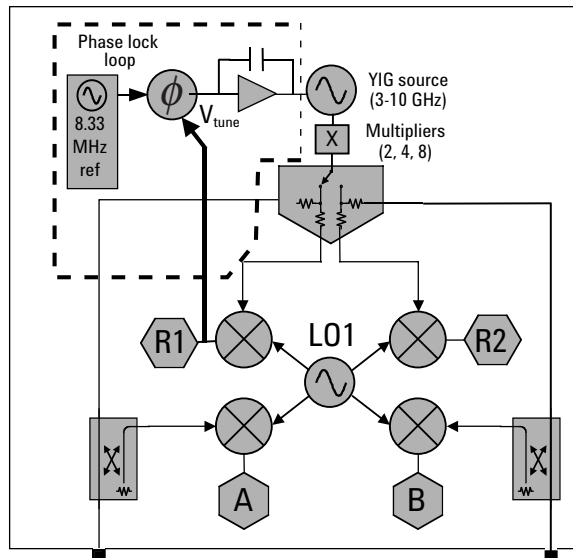 Phase lock
loop
8.33
MHz
ref
ϕ
Vtune
YIG source
(3-10 GHz)
X
Multipliers
(2, 4, 8)
R1
LO1
R2
A
B